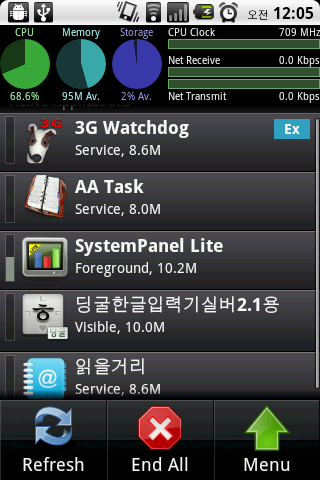 오전 12:05
CPU Memory Storage CPU Clock 709 MHz
Net Receive 0.0 Kbps
68.6% 95M Av. 2% Av. Net Transmit 0.0 Kbps
Active Applications
3G
3G Watchdog Ex
Service, 8.6M
AA Task
Service, 8.0M
SystemPanel Lite
Foreground, 10.2M
ㅎ
딩굴
딩굴한글입력기실버2.1용
Visible, 10.0M
@
읽을거리
Service, 8.6M
Refresh End All Menu